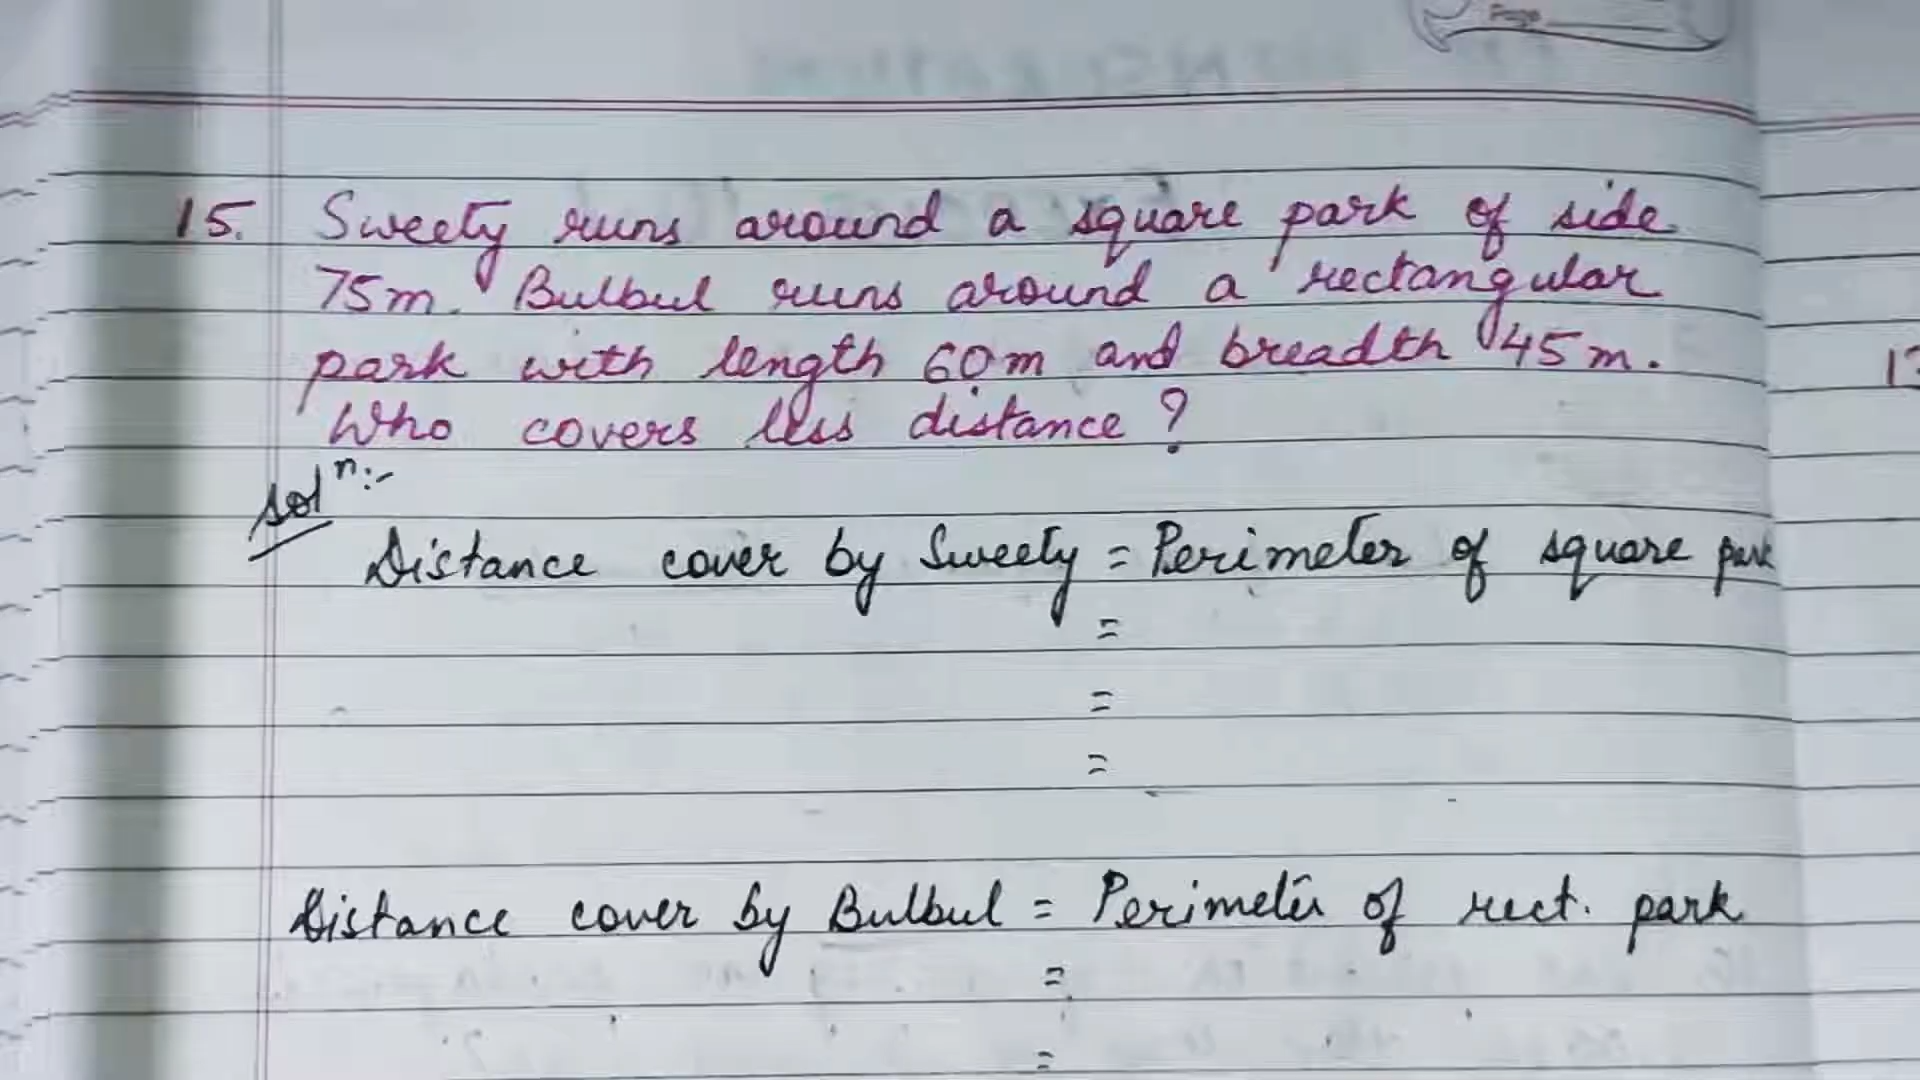 Page
15. Sweety runs around a square park of side
75m. Bulbul runs around a rectangular
park with length 60m and breadth 45m.
Who covers less distance?
Solⁿ:-
Distance cover by Sweety = Perimeter of square park
=
=
=
Distance cover by Bulbul = Perimeter of rect. park
=
=